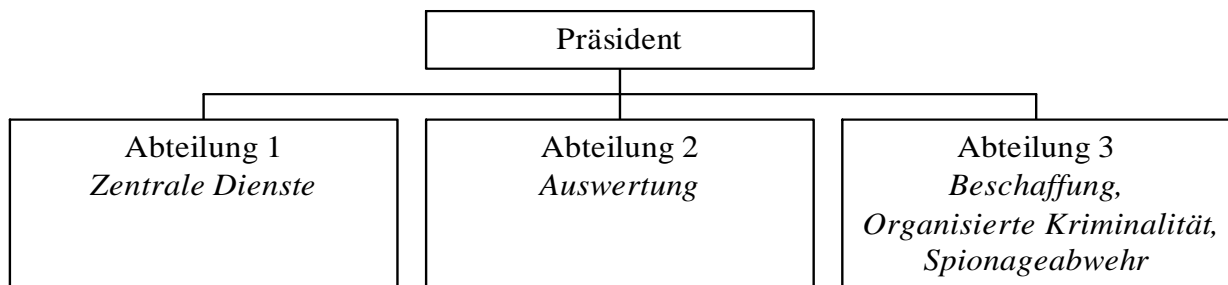 Präsident
Abteilung 1
Zentrale Dienste
Abteilung 2
Auswertung
Abteilung 3
Beschaffung,
Organisierte Kriminalität,
Spionageabwehr